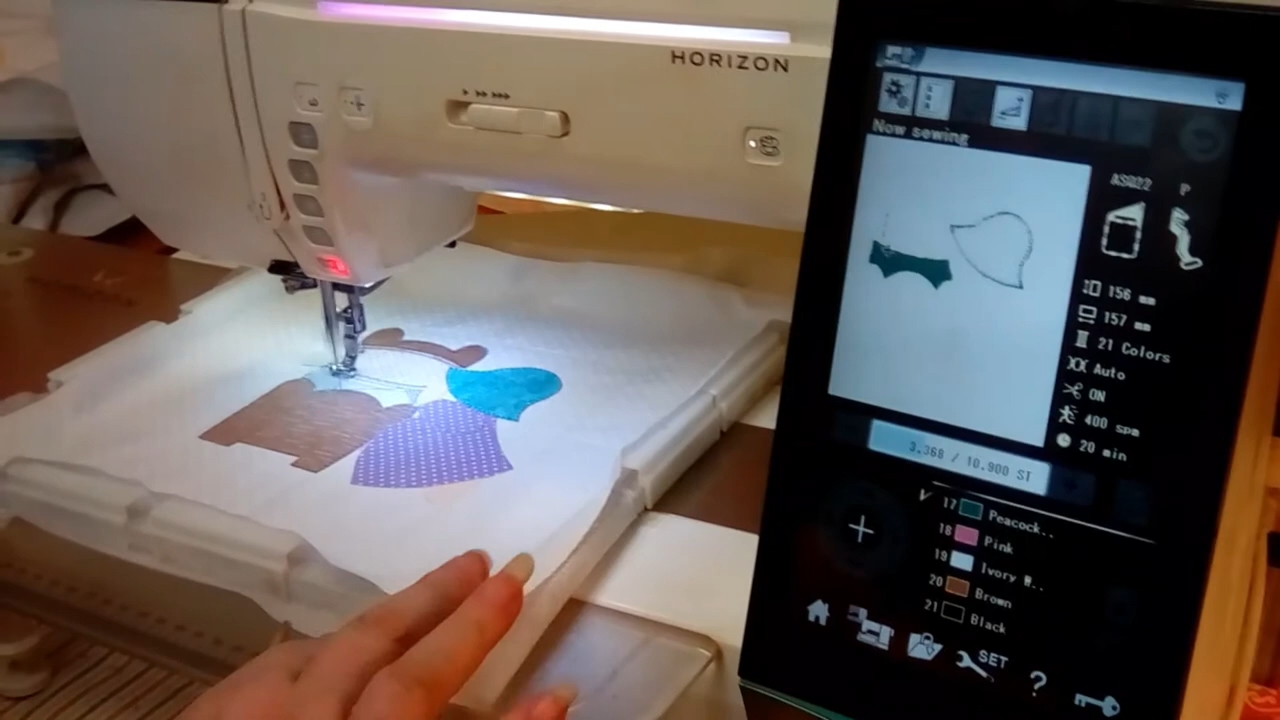 HORIZON
Now sewing
ASQ22 P
156 mm
157 mm
21 Colors
Auto
ON
400 spm
20 min
3.368 / 10.900 ST
17 Peacock..
18 Pink
19 Ivory W..
20 Brown
21 Black
SET
?